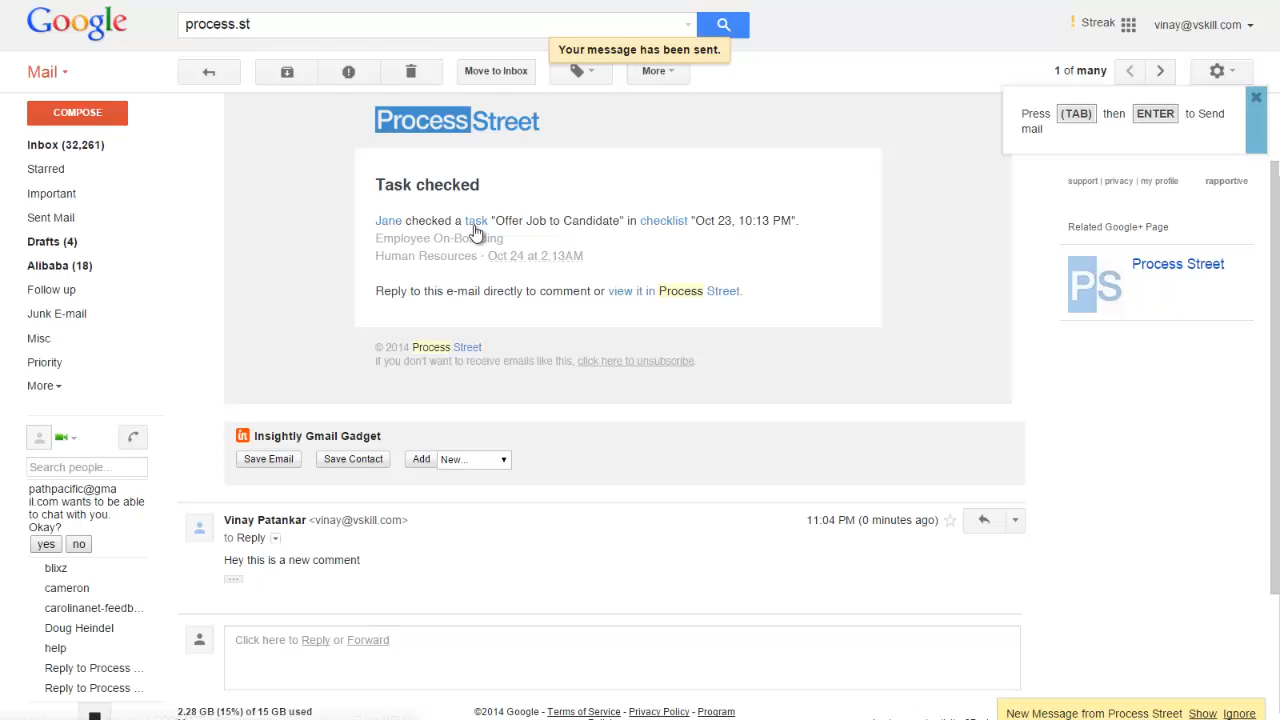 Google
process.st
Streak
vinay@vskill.com
Your message has been sent.
Mail
Move to Inbox
More
1 of many
Press (TAB) then ENTER to Send
mail
COMPOSE
Inbox (32,261)
Starred
Important
Sent Mail
Drafts (4)
Alibaba (18)
Follow up
Junk E-mail
Misc
Priority
More
Search people...
pathpacific@gma
il.com wants to be able
to chat with you.
Okay?
yes no
blixz
cameron
carolinanet-feedb...
Doug Heindel
help
Reply to Process ...
Reply to Process ...
Process Street
Task checked
Jane checked a task "Offer Job to Candidate" in checklist "Oct 23, 10:13 PM".
Employee On-Boarding
Human Resources · Oct 24 at 2.13AM
Reply to this e-mail directly to comment or view it in Process Street.
© 2014 Process Street
If you don't want to receive emails like this, click here to unsubscribe.
Insightly Gmail Gadget
Save Email Save Contact Add New...
Vinay Patankar <vinay@vskill.com> 11:04 PM (0 minutes ago)
to Reply
Hey this is a new comment
Click here to Reply or Forward
support | privacy | my profile rapportive
Related Google+ Page
PS
Process Street
2.28 GB (15%) of 15 GB used
©2014 Google - Terms of Service - Privacy Policy - Program
New Message from Process Street Show Ignore